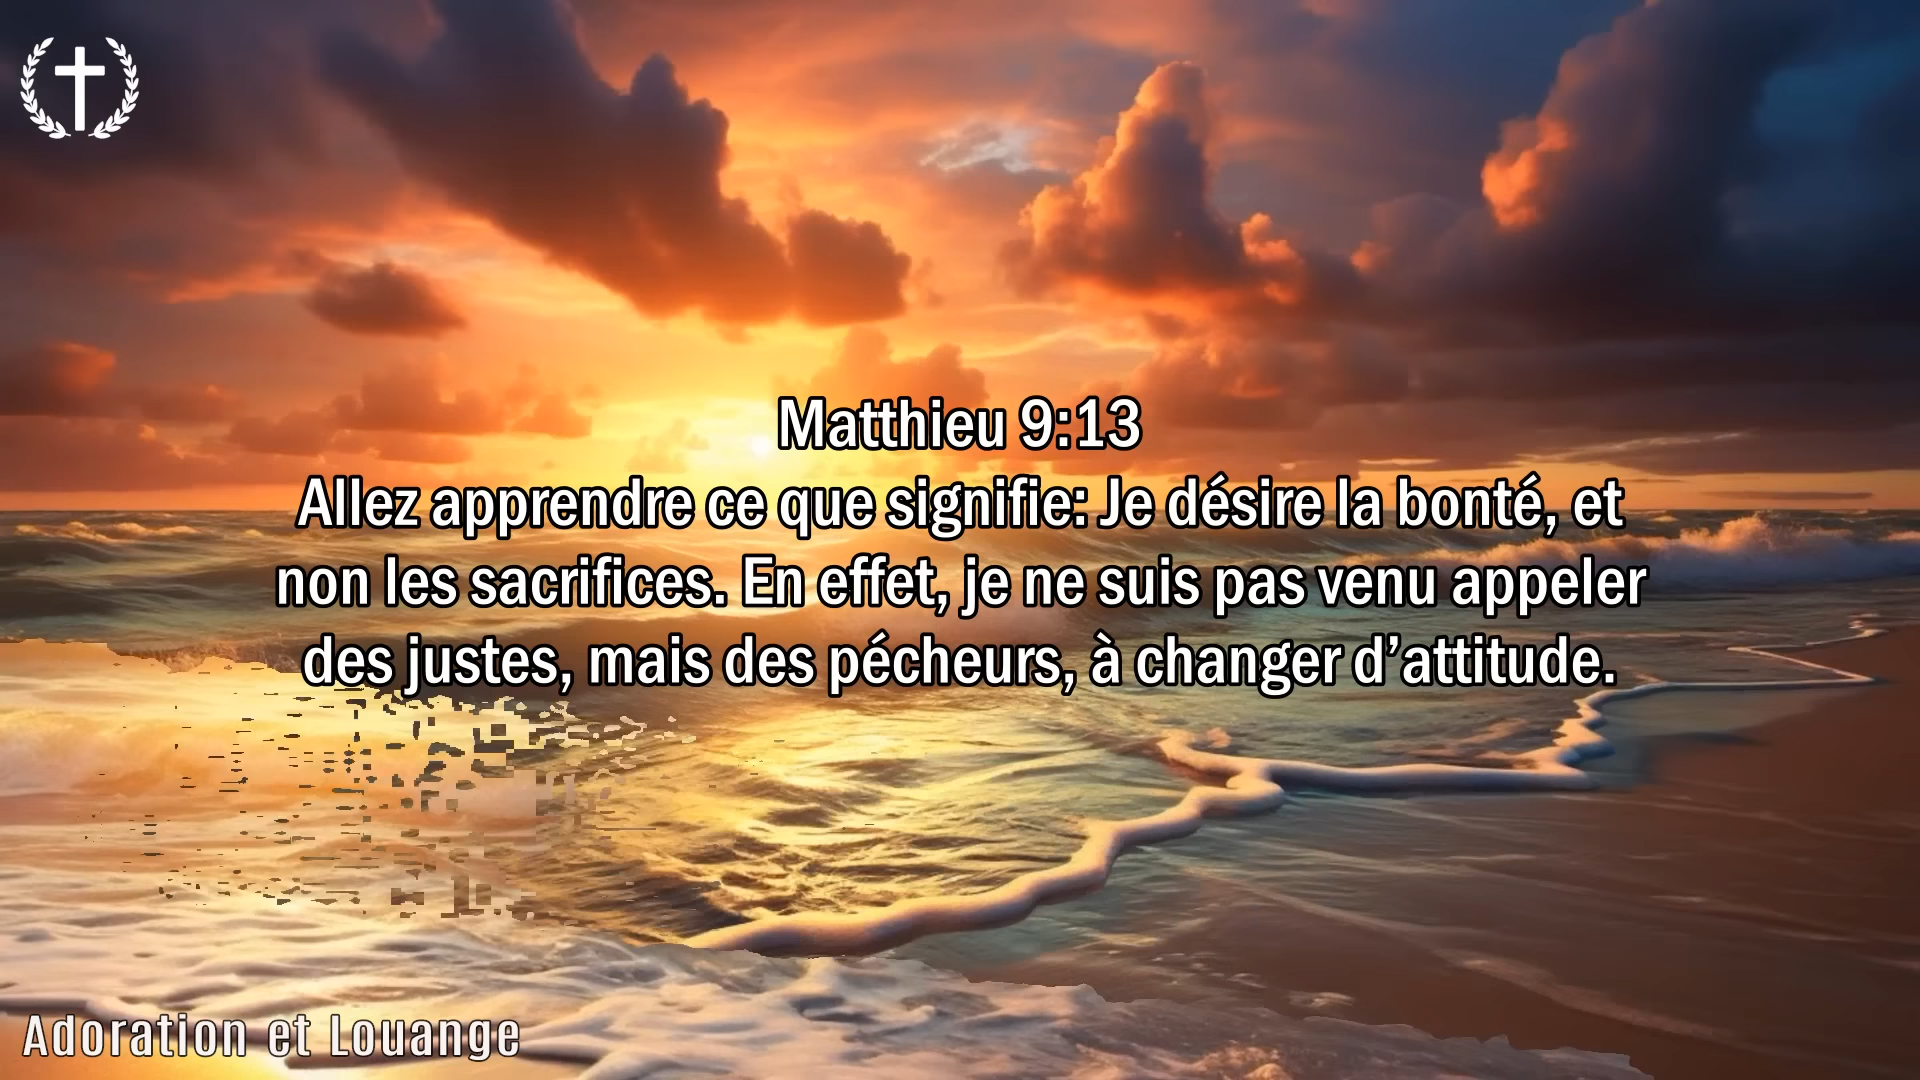 Matthieu 9:13
Allez apprendre ce que signifie: Je désire la bonté, et
non les sacrifices. En effet, je ne suis pas venu appeler
des justes, mais des pécheurs, à changer d’attitude.
Adoration et Louange